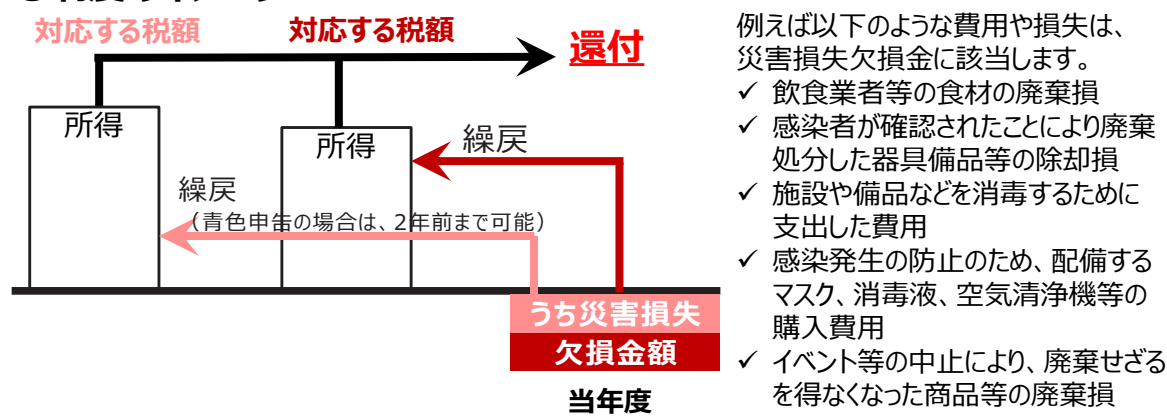 対応する税額
対応する税額
還付
所得
所得
繰戻
繰戻
（青色申告の場合は、2年前まで可能）
うち災害損失
欠損金額
当年度
例えば以下のような費用や損失は、
災害損失欠損金に該当します。
✓ 飲食業者等の食材の廃棄損
✓ 感染者が確認されたことにより廃棄
処分した器具備品等の除却損
✓ 施設や備品などを消毒するために
支出した費用
✓ 感染発生の防止のため、配備する
マスク、消毒液、空気清浄機等の
購入費用
✓ イベント等の中止により、廃棄せざる
を得なくなった商品等の廃棄損